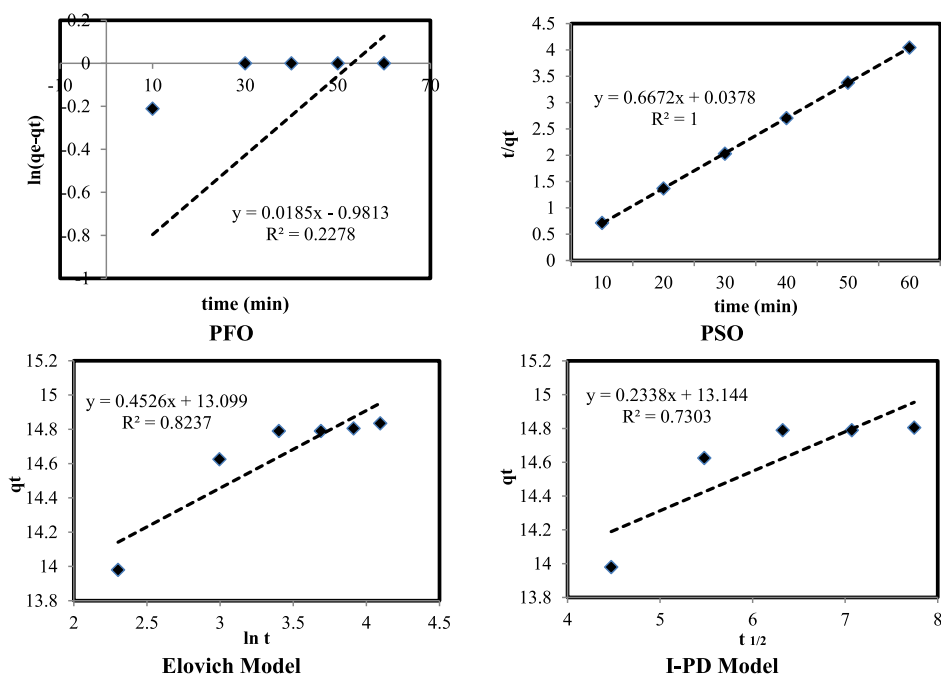 0.2
0
-0.2
-0.4
-0.6
-0.8
-1
-10
10
30
50
70
ln(qe-qt)
y = 0.0185x - 0.9813
R² = 0.2278
time (min)
PFO
4.5
4
3.5
3
2.5
2
1.5
1
0.5
0
t/qt
y = 0.6672x + 0.0378
R² = 1
10 20 30 40 50 60
time (min)
PSO
15.2
15
14.8
14.6
14.4
14.2
14
13.8
qt
y = 0.4526x + 13.099
R² = 0.8237
2 2.5 3 3.5 4 4.5
ln t
Elovich Model
15.2
15
14.8
14.6
14.4
14.2
14
13.8
qt
y = 0.2338x + 13.144
R² = 0.7303
4 5 6 7 8
t 1/2
I-PD Model